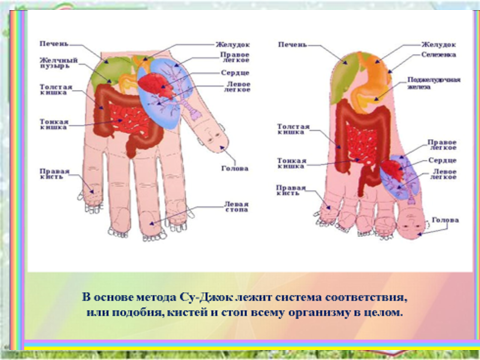 Печень
Желчный
пузырь
Толстая
кишка
Тонкая
кишка
Правая
кисть
Желудок
Правое
легкое
Сердце
Левое
легкое
Голова
Левая
стопа
Печень
Толстая
кишка
Тонкая
кишка
Правая
кисть
Желудок
Селезенка
Поджелудочная
железа
Правое
легкое
Сердце
Левое
легкое
Голова
В основе метода Су-Джок лежит система соответствия,
или подобия, кистей и стоп всему организму в целом.